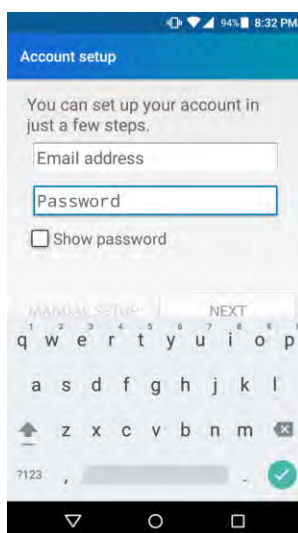 94% 8:32 PM
Account setup
You can set up your account in
just a few steps.
Email address
Password
Show password
MANUAL SETUP NEXT
1 2 3 4 5 6 7 8 9 0
q w e r t y u i o p
a s d f g h j k l
z x c v b n m
?123 , .